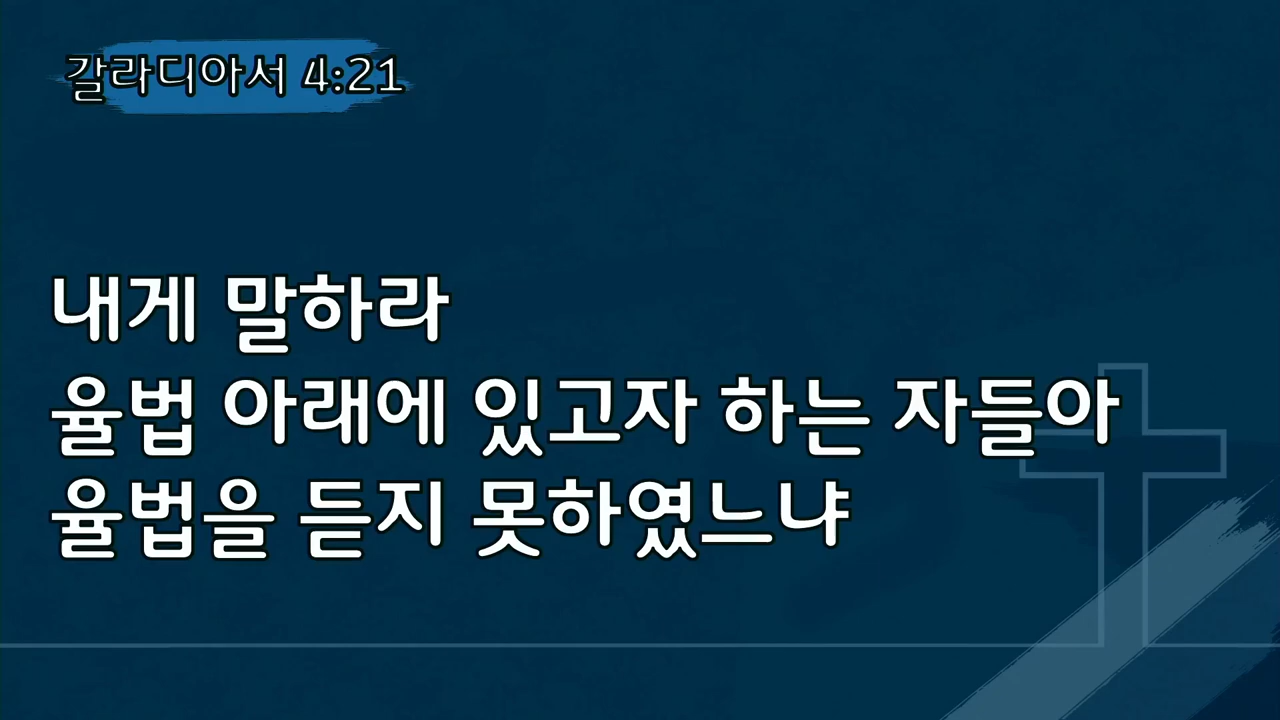 갈라디아서 4:21
내게 말하라
율법 아래에 있고자 하는 자들아
율법을 듣지 못하였느냐